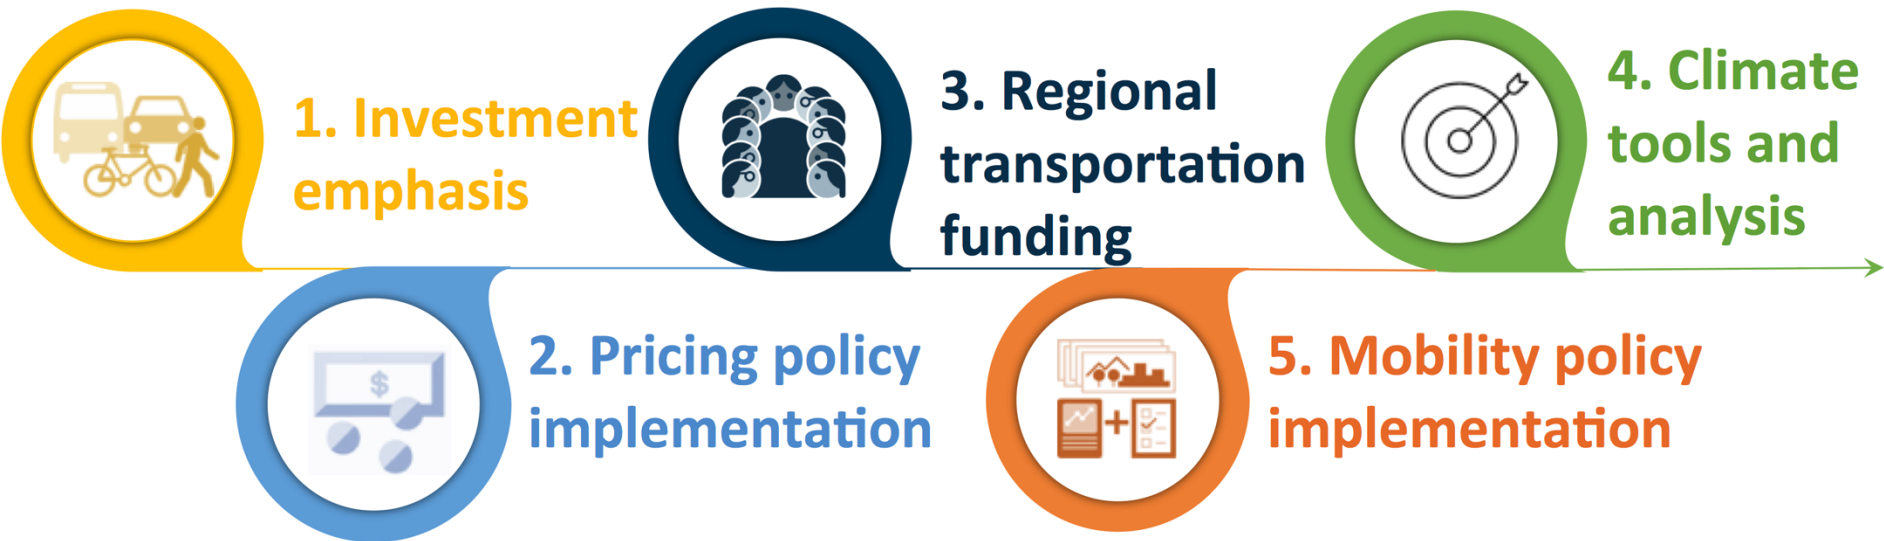 1. Investment
emphasis
2. Pricing policy
implementation
3. Regional
transportation
funding
4. Climate
tools and
analysis
5. Mobility policy
implementation
$